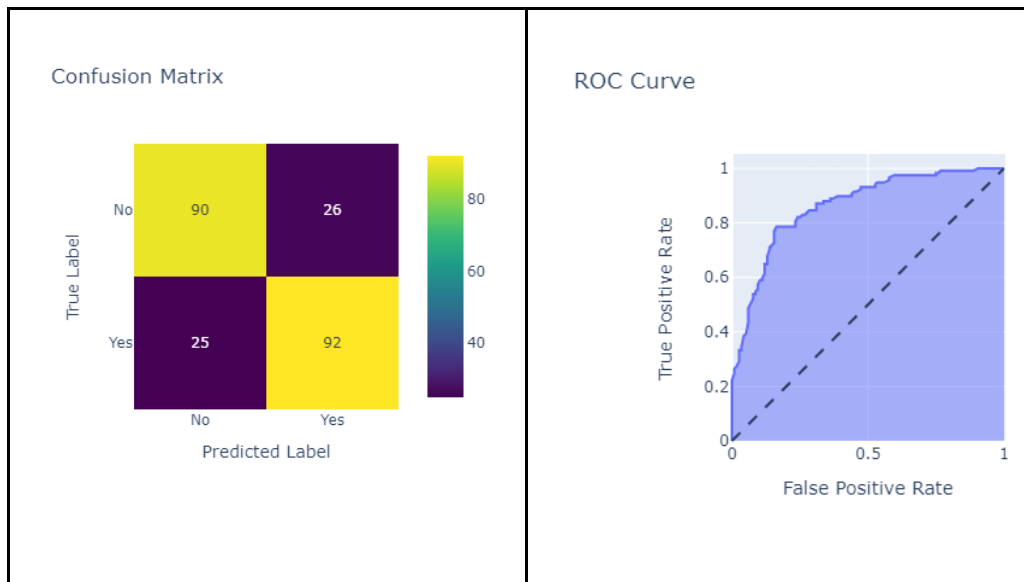 Confusion Matrix
True Label
No
90
26
Yes
25
92
No
Yes
Predicted Label
80
60
40
ROC Curve
True Positive Rate
1
0.8
0.6
0.4
0.2
0
0
0.5
1
False Positive Rate